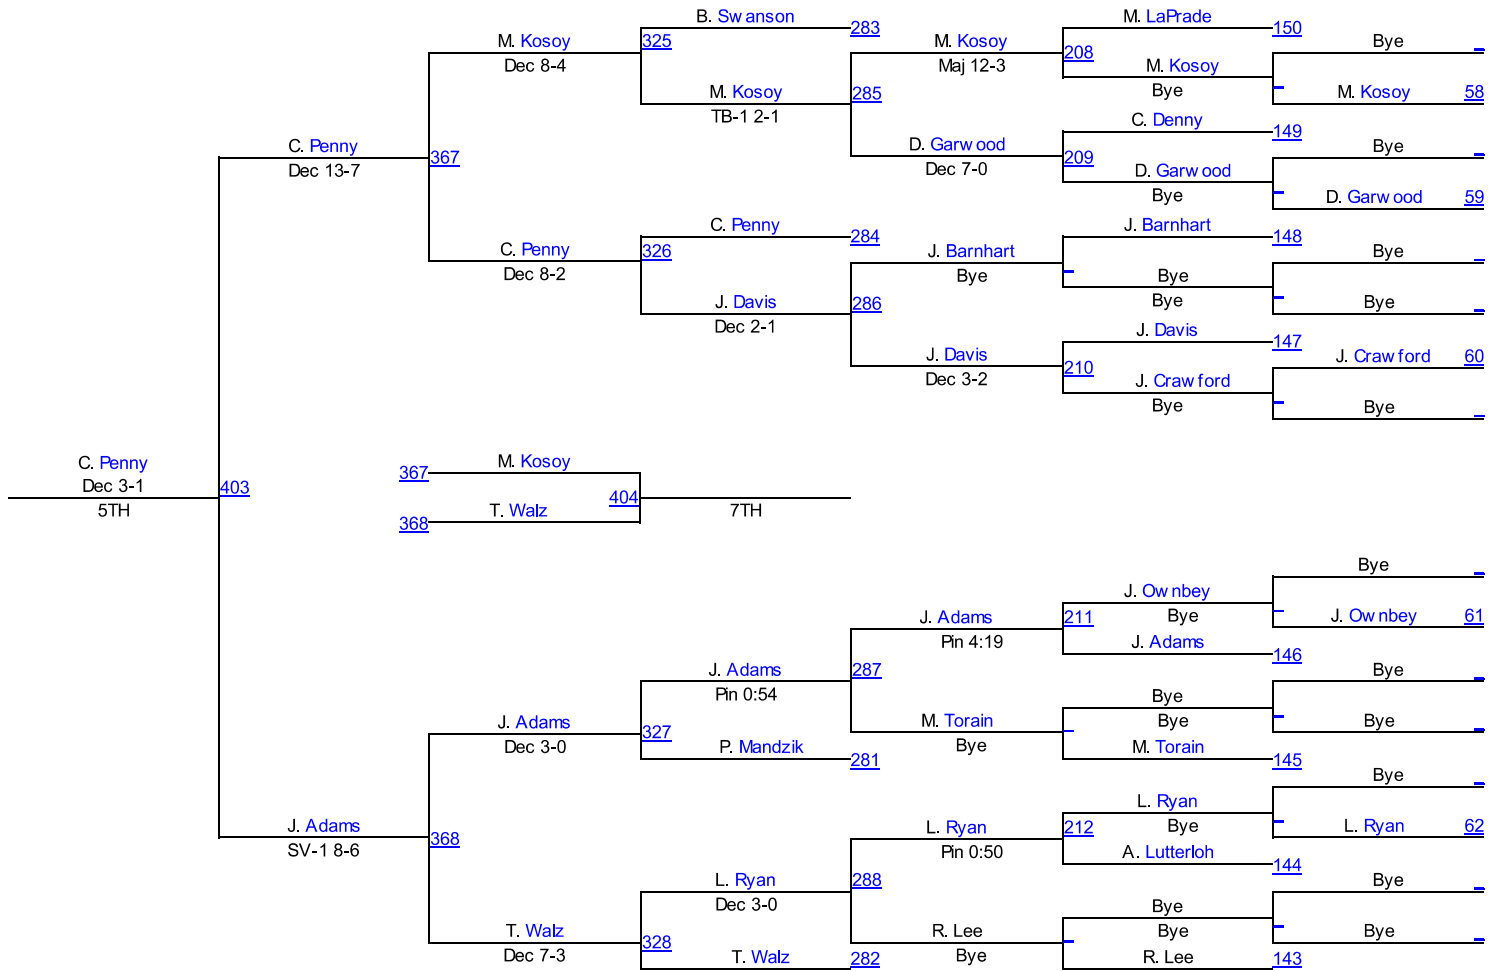 B. Swanson
283
M. LaPrade
150
Bye
M. Kosoy
325
M. Kosoy
208
Dec 8-4
Maj 12-3
M. Kosoy
Bye
M. Kosoy
58
M. Kosoy
285
TB-1 2-1
C. Denny
149
Bye
C. Penny
367
D. Garwood
209
Dec 13-7
Dec 7-0
D. Garwood
Bye
D. Garwood
59
C. Penny
284
J. Barnhart
148
C. Penny
326
J. Barnhart
Bye
Dec 8-2
Bye
Bye
Bye
Bye
J. Davis
286
Dec 2-1
J. Davis
147
J. Crawford
60
J. Davis
210
Dec 3-2
J. Crawford
Bye
Bye
C. Penny
Dec 3-1
403
5TH
367
M. Kosoy
404
7TH
368
T. Walz
Bye
J. Ownbey
Bye
J. Ownbey
61
J. Adams
211
Pin 4:19
J. Adams
146
J. Adams
287
Pin 0:54
Bye
Bye
Bye
Bye
J. Adams
327
M. Torain
Dec 3-0
Bye
P. Mandzik
281
M. Torain
145
Bye
L. Ryan
Bye
L. Ryan
62
J. Adams
368
L. Ryan
212
SV-1 8-6
Pin 0:50
A. Lutterloh
144
L. Ryan
288
Dec 3-0
Bye
Bye
Bye
Bye
T. Walz
328
R. Lee
Dec 7-3
Bye
T. Walz
282
R. Lee
143